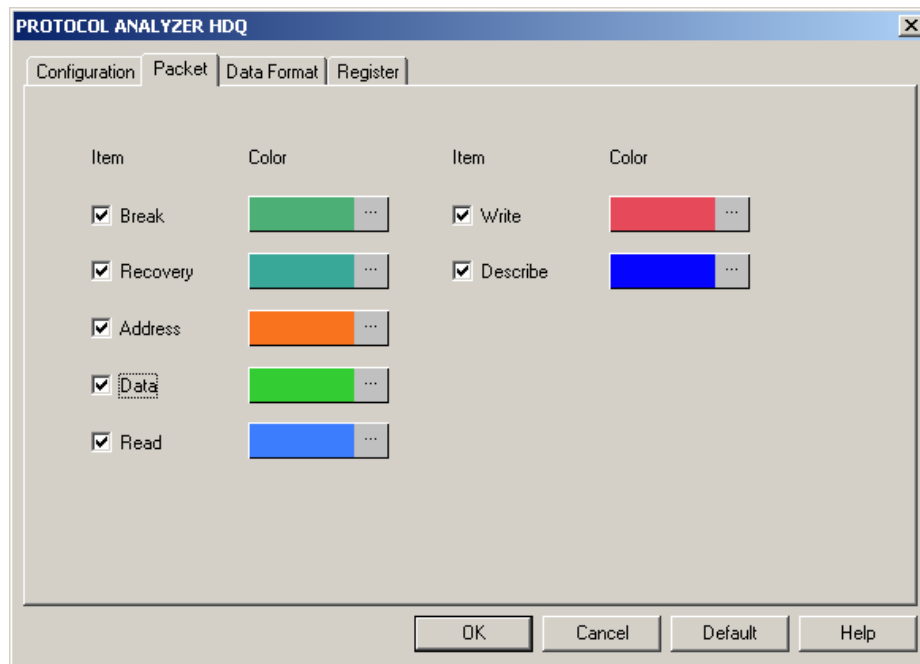 PROTOCOL ANALYZER HDQ
Configuration Packet Data Format Register
Item Color Item Color
Break ... Write ...
Recovery ... Describe ...
Address ...
Data ...
Read ...
OK Cancel Default Help